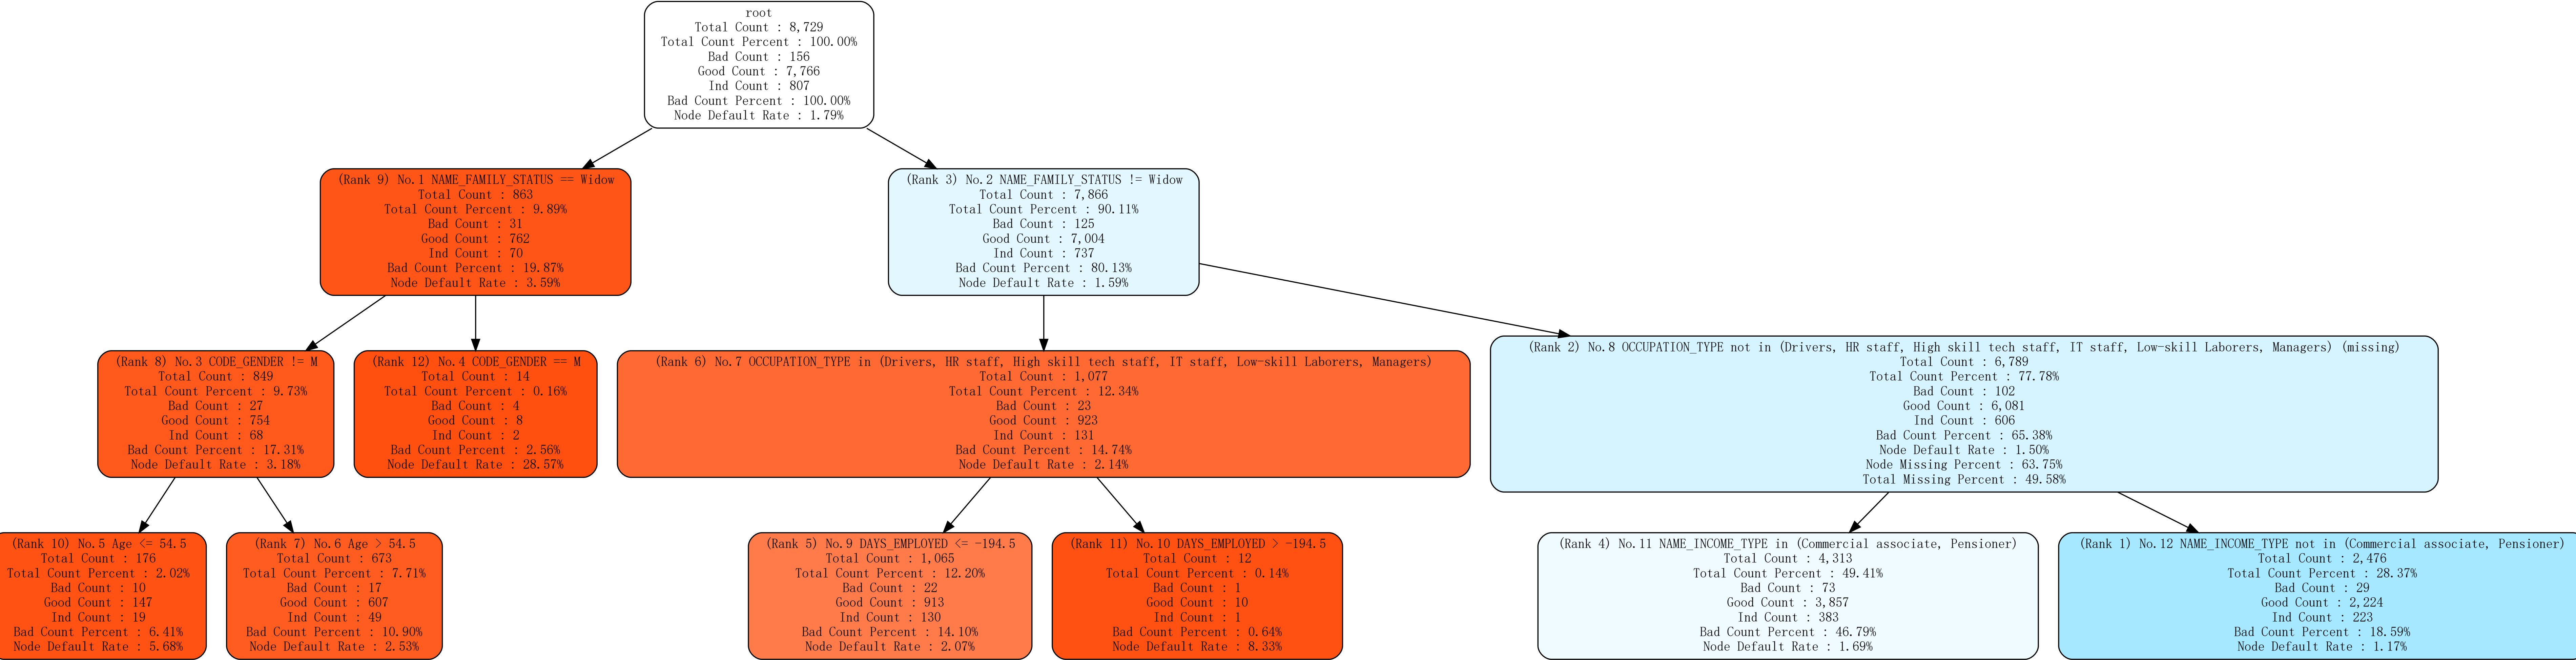 root
Total Count : 8,729
Total Count Percent : 100.00%
Bad Count : 156
Good Count : 7,766
Ind Count : 807
Bad Count Percent : 100.00%
Node Default Rate : 1.79%
(Rank 9) No.1 NAME_FAMILY_STATUS == Widow
Total Count : 863
Total Count Percent : 9.89%
Bad Count : 31
Good Count : 762
Ind Count : 70
Bad Count Percent : 19.87%
Node Default Rate : 3.59%
(Rank 3) No.2 NAME_FAMILY_STATUS != Widow
Total Count : 7,866
Total Count Percent : 90.11%
Bad Count : 125
Good Count : 7,004
Ind Count : 737
Bad Count Percent : 80.13%
Node Default Rate : 1.59%
(Rank 8) No.3 CODE_GENDER != M
Total Count : 849
Total Count Percent : 9.73%
Bad Count : 27
Good Count : 754
Ind Count : 68
Bad Count Percent : 17.31%
Node Default Rate : 3.18%
(Rank 12) No.4 CODE_GENDER == M
Total Count : 14
Total Count Percent : 0.16%
Bad Count : 4
Good Count : 8
Ind Count : 2
Bad Count Percent : 2.56%
Node Default Rate : 28.57%
(Rank 6) No.7 OCCUPATION_TYPE in (Drivers, HR staff, High skill tech staff, IT staff, Low-skill Laborers, Managers)
Total Count : 1,077
Total Count Percent : 12.34%
Bad Count : 23
Good Count : 923
Ind Count : 131
Bad Count Percent : 14.74%
Node Default Rate : 2.14%
(Rank 2) No.8 OCCUPATION_TYPE not in (Drivers, HR staff, High skill tech staff, IT staff, Low-skill Laborers, Managers) (missing)
Total Count : 6,789
Total Count Percent : 77.78%
Bad Count : 102
Good Count : 6,081
Ind Count : 606
Bad Count Percent : 65.38%
Node Default Rate : 1.50%
Node Missing Percent : 63.75%
Total Missing Percent : 49.58%
(Rank 10) No.5 Age <= 54.5
Total Count : 176
Total Count Percent : 2.02%
Bad Count : 10
Good Count : 147
Ind Count : 19
Bad Count Percent : 6.41%
Node Default Rate : 5.68%
(Rank 7) No.6 Age > 54.5
Total Count : 673
Total Count Percent : 7.71%
Bad Count : 17
Good Count : 607
Ind Count : 49
Bad Count Percent : 10.90%
Node Default Rate : 2.53%
(Rank 5) No.9 DAYS_EMPLOYED <= -194.5
Total Count : 1,065
Total Count Percent : 12.20%
Bad Count : 22
Good Count : 913
Ind Count : 130
Bad Count Percent : 14.10%
Node Default Rate : 2.07%
(Rank 11) No.10 DAYS_EMPLOYED > -194.5
Total Count : 12
Total Count Percent : 0.14%
Bad Count : 1
Good Count : 10
Ind Count : 1
Bad Count Percent : 0.64%
Node Default Rate : 8.33%
(Rank 4) No.11 NAME_INCOME_TYPE in (Commercial associate, Pensioner)
Total Count : 4,313
Total Count Percent : 49.41%
Bad Count : 73
Good Count : 3,857
Ind Count : 383
Bad Count Percent : 46.79%
Node Default Rate : 1.69%
(Rank 1) No.12 NAME_INCOME_TYPE not in (Commercial associate, Pensioner)
Total Count : 2,476
Total Count Percent : 28.37%
Bad Count : 29
Good Count : 2,224
Ind Count : 223
Bad Count Percent : 18.59%
Node Default Rate : 1.17%